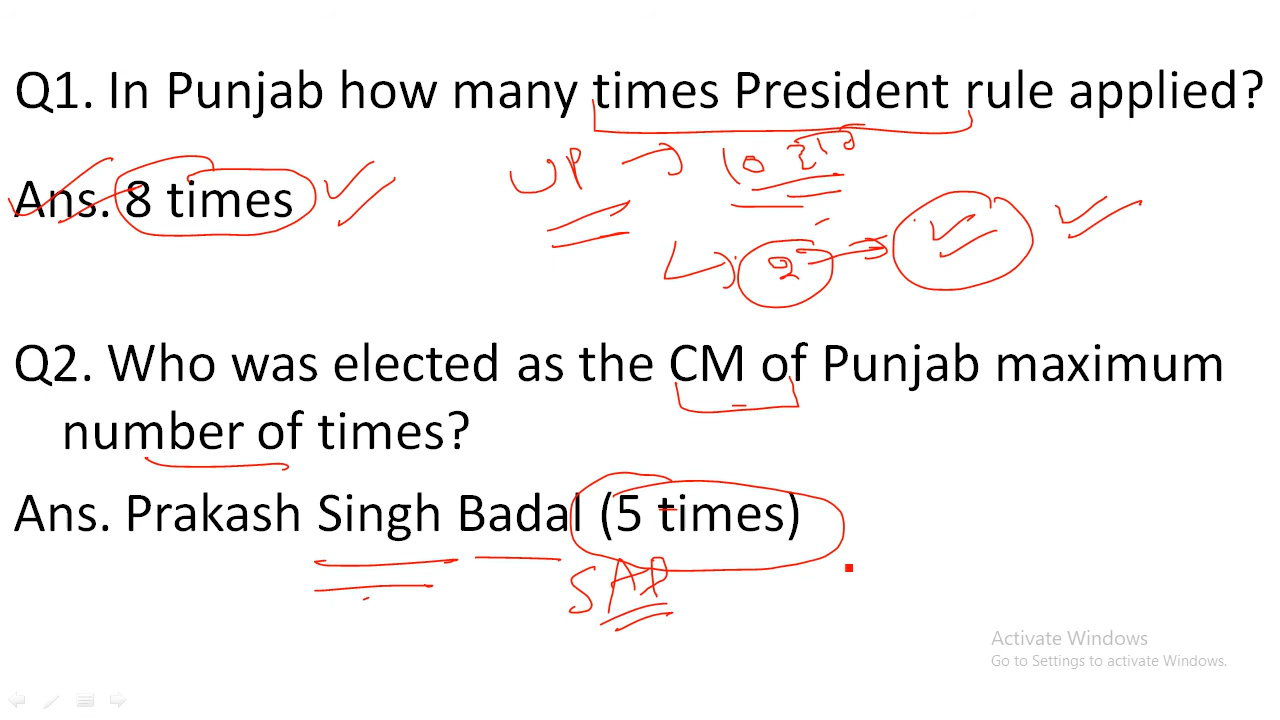 Q1. In Punjab how many times President rule applied?
UP → 10
Ans. 8 times
2
Q2. Who was elected as the CM of Punjab maximum
number of times?
Ans. Prakash Singh Badal (5 times)
SAD
Activate Windows
Go to Settings to activate Windows.